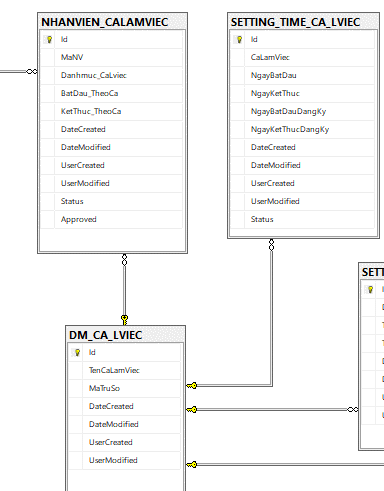 NHANVIEN_CALAMVIEC
Id
MaNV
Danhmuc_CaLviec
BatDau_TheoCa
KetThuc_TheoCa
DateCreated
DateModified
UserCreated
UserModified
Status
Approved
SETTING_TIME_CA_LVIEC
Id
CaLamViec
NgayBatDau
NgayKetThuc
NgayBatDauDangKy
NgayKetThucDangKy
DateCreated
DateModified
UserCreated
UserModified
Status
DM_CA_LVIEC
Id
TenCaLamViec
MaTruSo
DateCreated
DateModified
UserCreated
UserModified
SETT